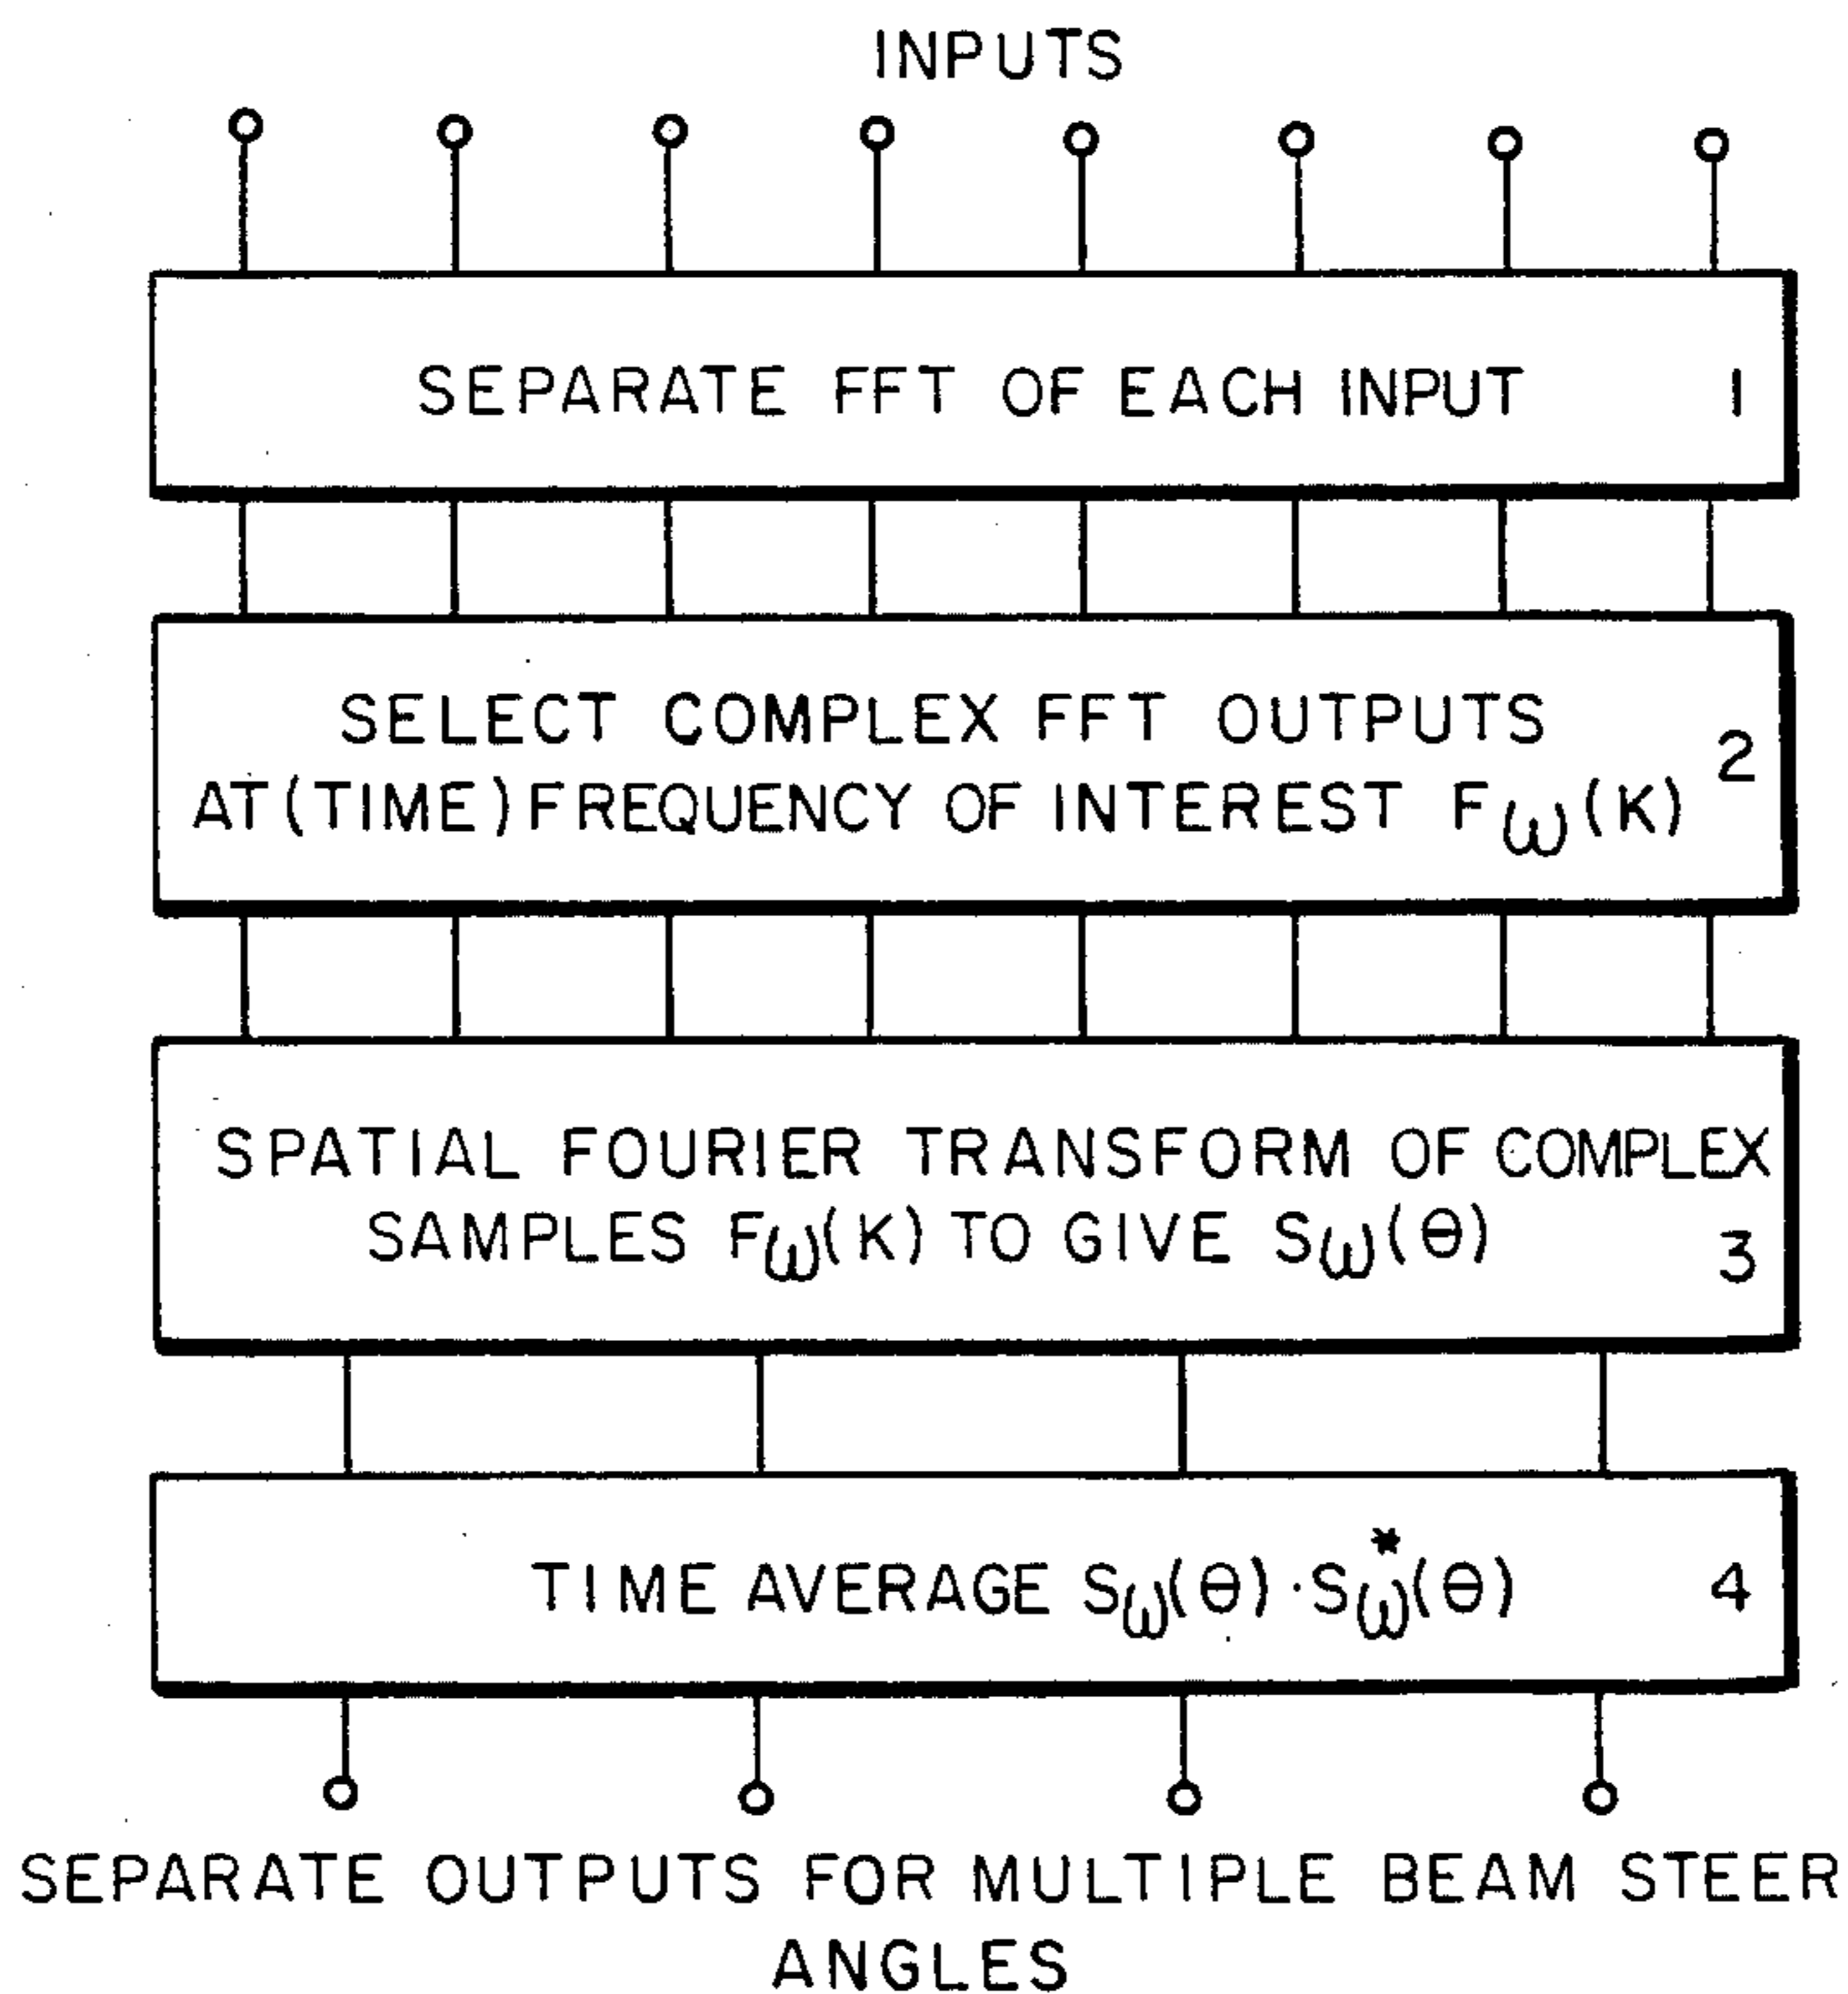 INPUTS
SEPARATE FFT OF EACH INPUT 1
SELECT COMPLEX FFT OUTPUTS
2
AT(TIME)FREQUENCY OF INTEREST Fω(K)
SPATIAL FOURIER TRANSFORM OF COMPLEX
SAMPLES Fω(K) TO GIVE Sω(θ)
3
TIME AVERAGE Sω(θ)·S*ω(θ) 4
SEPARATE OUTPUTS FOR MULTIPLE BEAM STEER
ANGLES